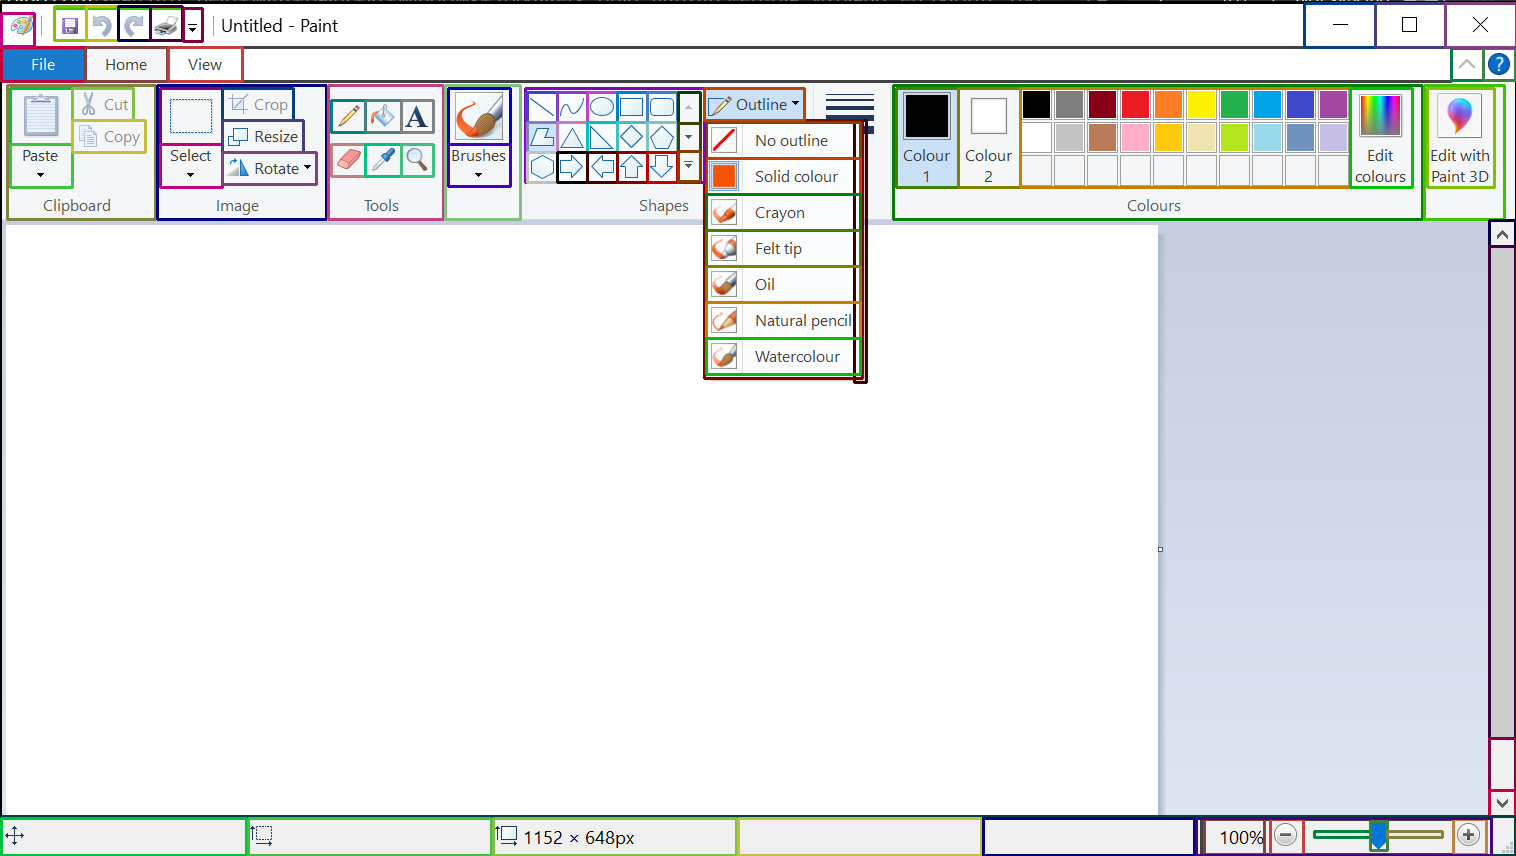 Untitled - Paint
File
Home
View
Paste
Cut
Copy
Clipboard
Select
Crop
Resize
Rotate
Image
A
Tools
Brushes
Shapes
Outline
No outline
Solid colour
Crayon
Felt tip
Oil
Natural pencil
Watercolour
Colour
1
Colour
2
Edit
colours
Colours
Edit with
Paint 3D
1152 × 648px
100%